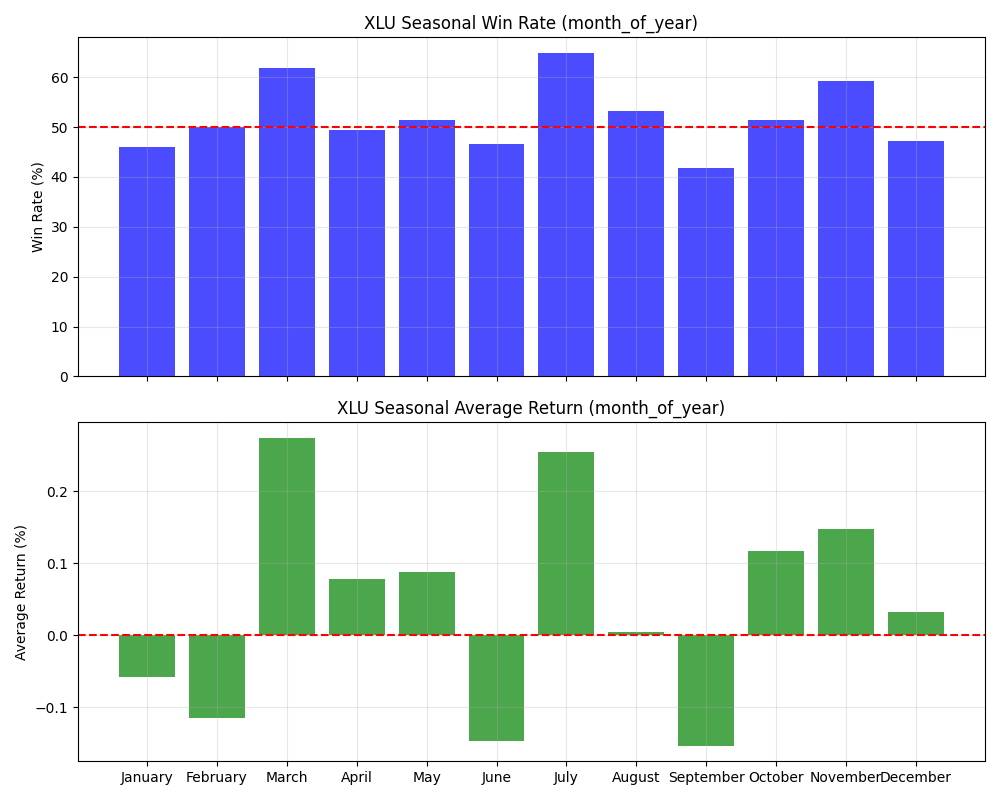 XLU Seasonal Win Rate (month_of_year)
Win Rate (%)
60
50
40
30
20
10
0
XLU Seasonal Average Return (month_of_year)
Average Return (%)
0.2
0.1
0.0
−0.1
January February March April May June July August September October November December